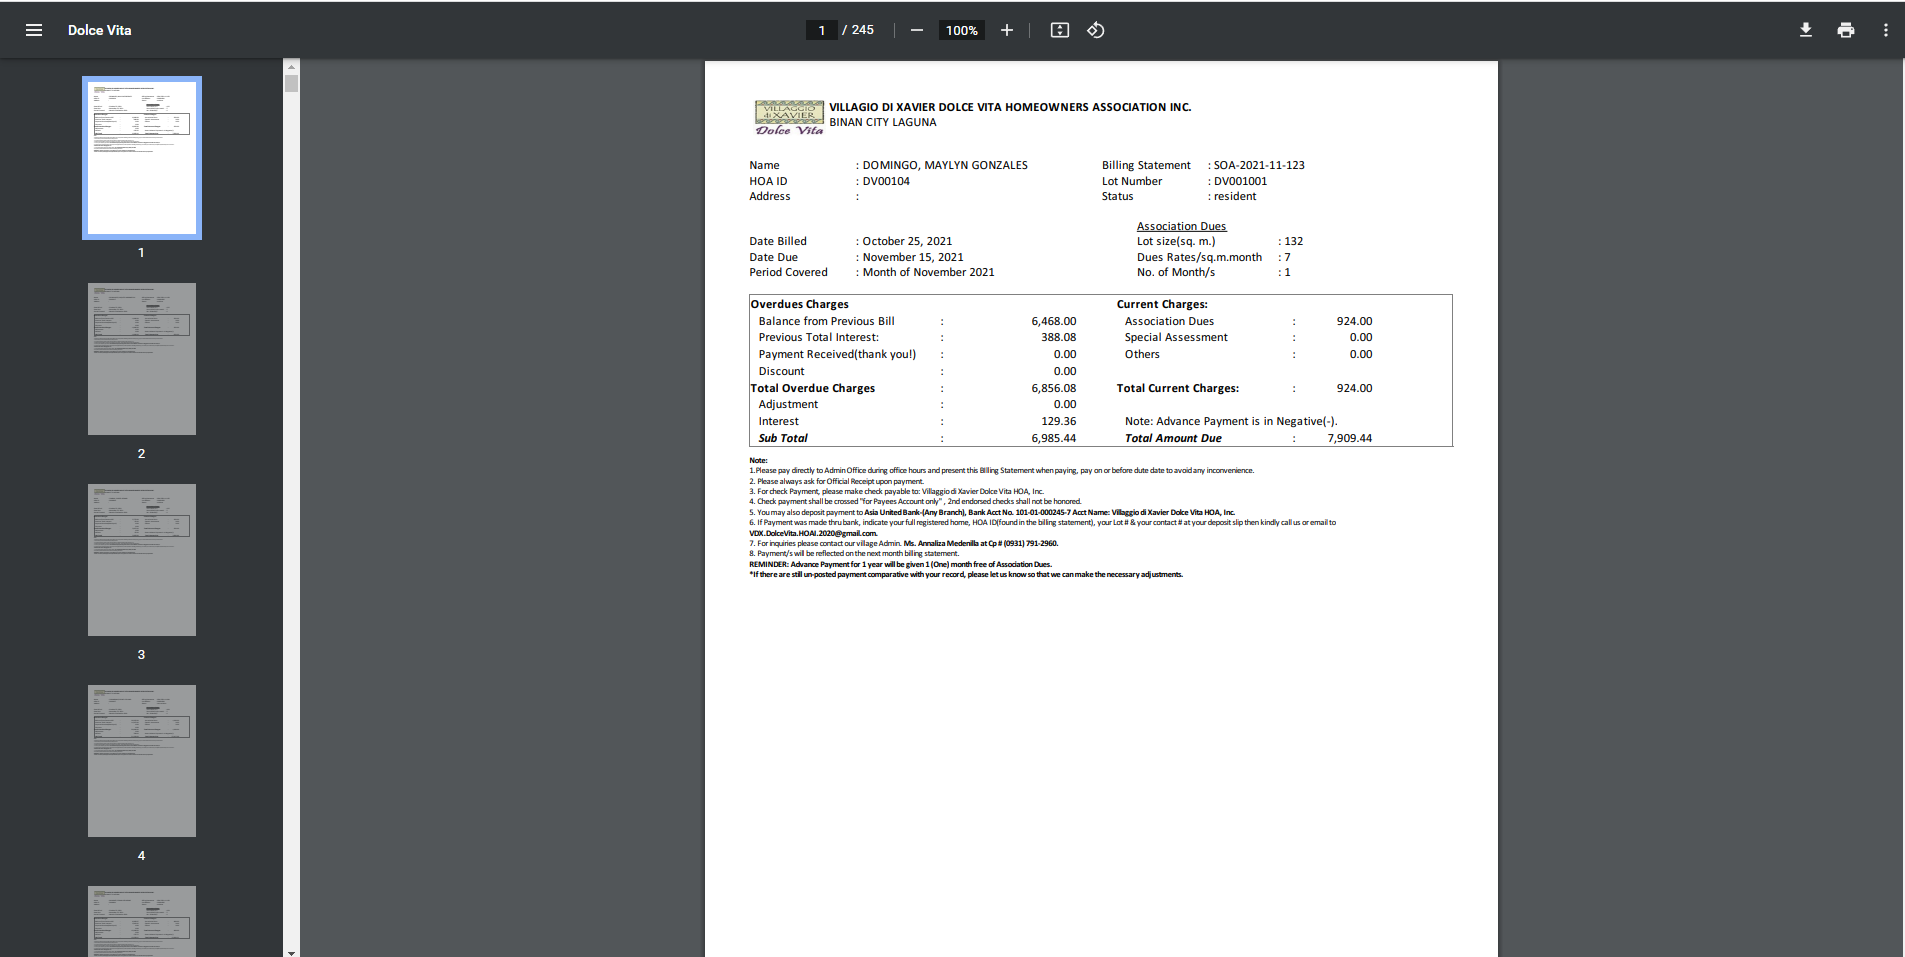 Dolce Vita
1 / 245
100%
1
2
3
4
VILLAGGIO
di XAVIER
Dolce Vita
VILLAGIO DI XAVIER DOLCE VITA HOMEOWNERS ASSOCIATION INC.
BINAN CITY LAGUNA
Name : DOMINGO, MAYLYN GONZALES Billing Statement : SOA-2021-11-123
HOA ID : DV00104 Lot Number : DV001001
Address : Status : resident
Association Dues
Date Billed : October 25, 2021 Lot size(sq. m.) : 132
Date Due : November 15, 2021 Dues Rates/sq.m.month : 7
Period Covered : Month of November 2021 No. of Month/s : 1
Overdues Charges Current Charges:
Balance from Previous Bill : 6,468.00 Association Dues : 924.00
Previous Total Interest: : 388.08 Special Assessment : 0.00
Payment Received(thank you!) : 0.00 Others : 0.00
Discount : 0.00
Total Overdue Charges : 6,856.08 Total Current Charges: : 924.00
Adjustment : 0.00
Interest : 129.36 Note: Advance Payment is in Negative(-).
Sub Total : 6,985.44 Total Amount Due : 7,909.44
Note:
1.Please pay directly to Admin Office during office hours and present this Billing Statement when paying, pay on or before dute date to avoid any inconvenience.
2. Please always ask for Official Receipt upon payment.
3. For check Payment, please make check payable to: Villaggio di Xavier Dolce Vita HOA, Inc.
4. Check payment shall be crossed "for Payees Account only" , 2nd endorsed checks shall not be honored.
5. You may also deposit payment to Asia United Bank-(Any Branch), Bank Acct No. 101-01-000245-7 Acct Name: Villaggio di Xavier Dolce Vita HOA, Inc.
6. If Payment was made thru bank, indicate your full registered home, HOA ID(found in the billing statement), your Lot # & your contact # at your deposit slip then kindly call us or email to
VDX.DolceVita.HOAI.2020@gmail.com.
7. For inquiries please contact our village Admin. Ms. Annaliza Medenilla at Cp # (0931) 791-2960.
8. Payment/s will be reflected on the next month billing statement.
REMINDER: Advance Payment for 1 year will be given 1 (One) month free of Association Dues.
*If there are still un-posted payment comparative with your record, please let us know so that we can make the necessary adjustments.